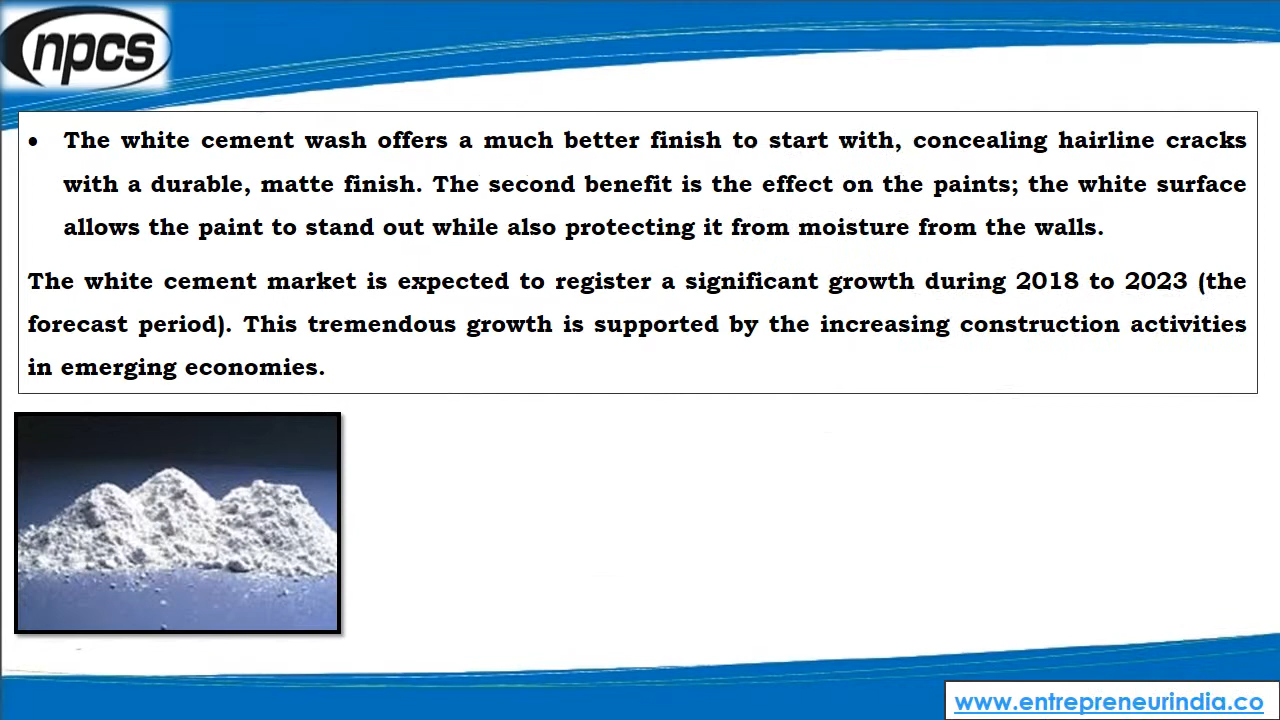 npcs
• The white cement wash offers a much better finish to start with, concealing hairline cracks
with a durable, matte finish. The second benefit is the effect on the paints; the white surface
allows the paint to stand out while also protecting it from moisture from the walls.
The white cement market is expected to register a significant growth during 2018 to 2023 (the
forecast period). This tremendous growth is supported by the increasing construction activities
in emerging economies.
www.entrepreneurindia.co